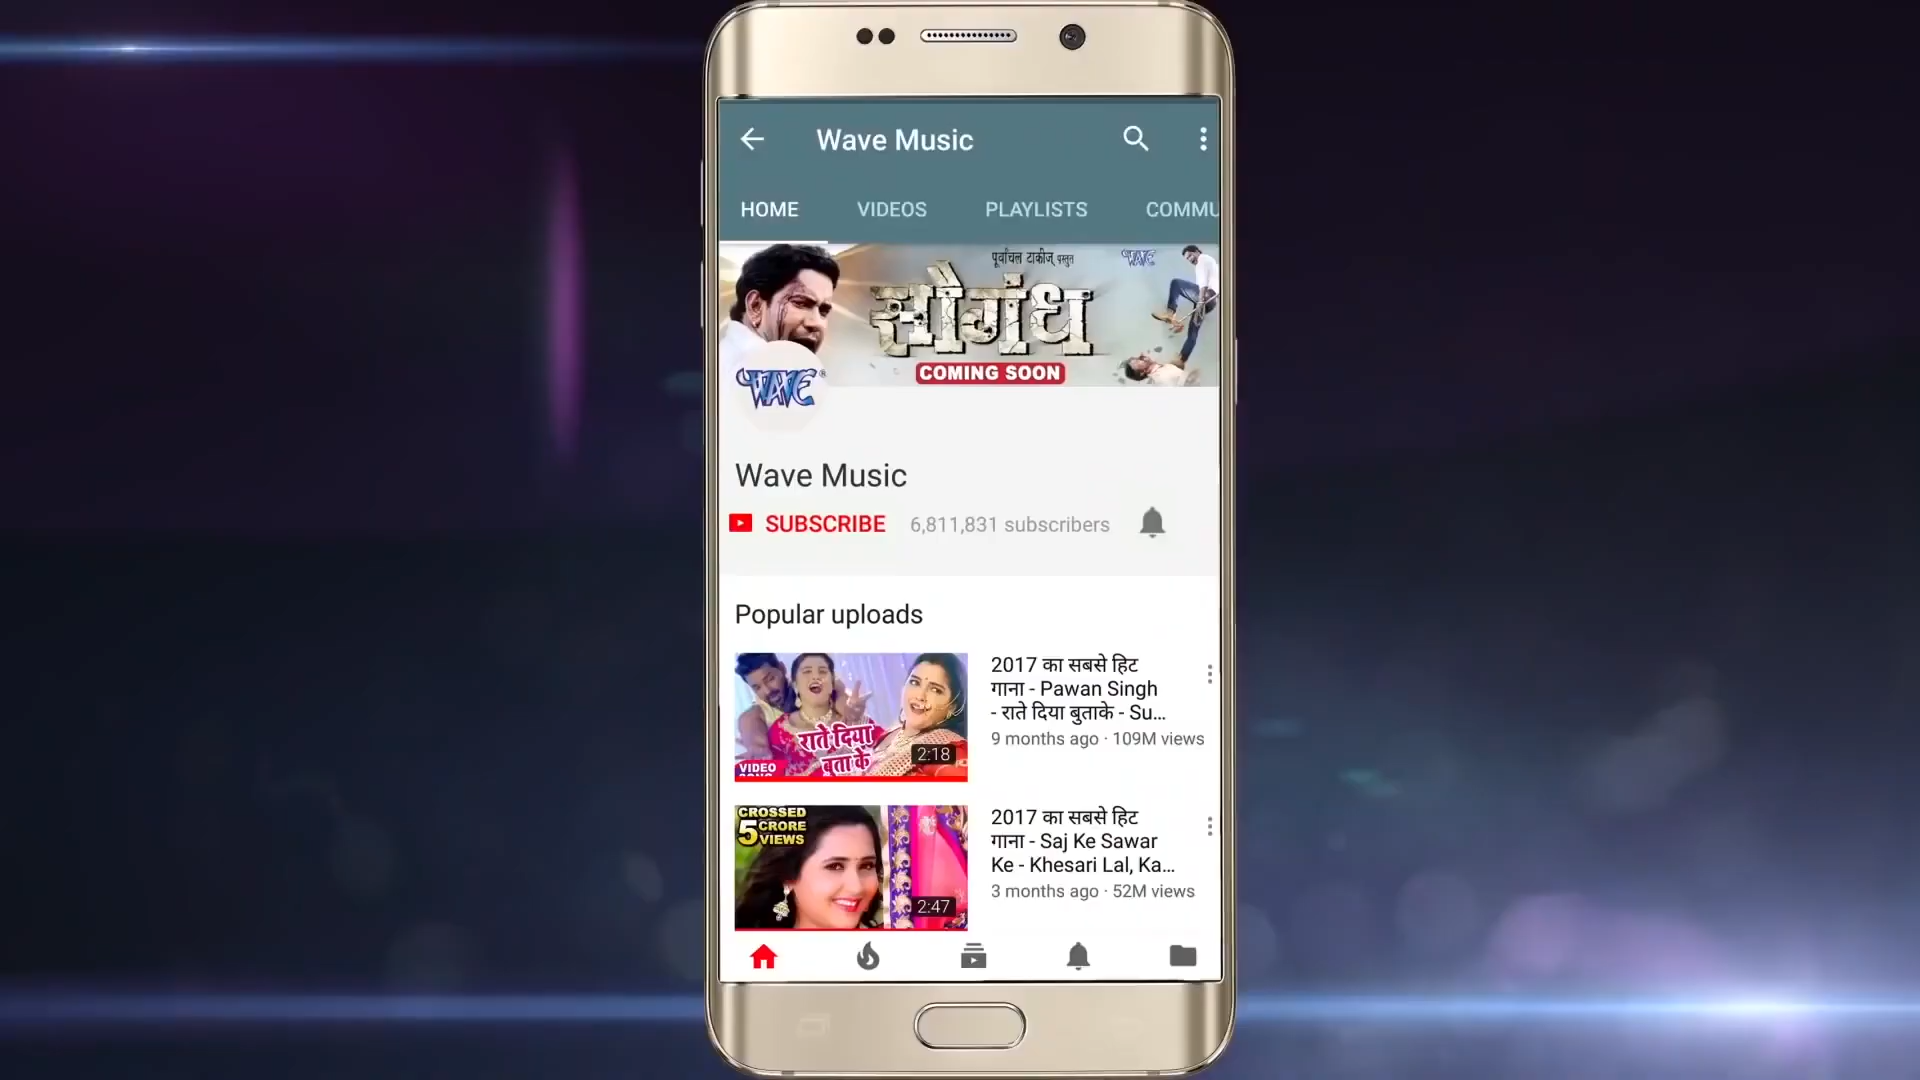 Wave Music
HOME VIDEOS PLAYLISTS COMMU
पूर्वांचल टाकीज् प्रस्तुत
WAVE
सौगंध
COMING SOON
WAVE®
Wave Music
SUBSCRIBE 6,811,831 subscribers
Popular uploads
2017 का सबसे हिट
गाना - Pawan Singh
- राते दिया बुताके - Su...
9 months ago · 109M views
राते दिया
बुता के
VIDEO
SONG
2:18
2017 का सबसे हिट
गाना - Saj Ke Sawar
Ke - Khesari Lal, Ka...
3 months ago · 52M views
CROSSED
5 CRORE
VIEWS
2:47